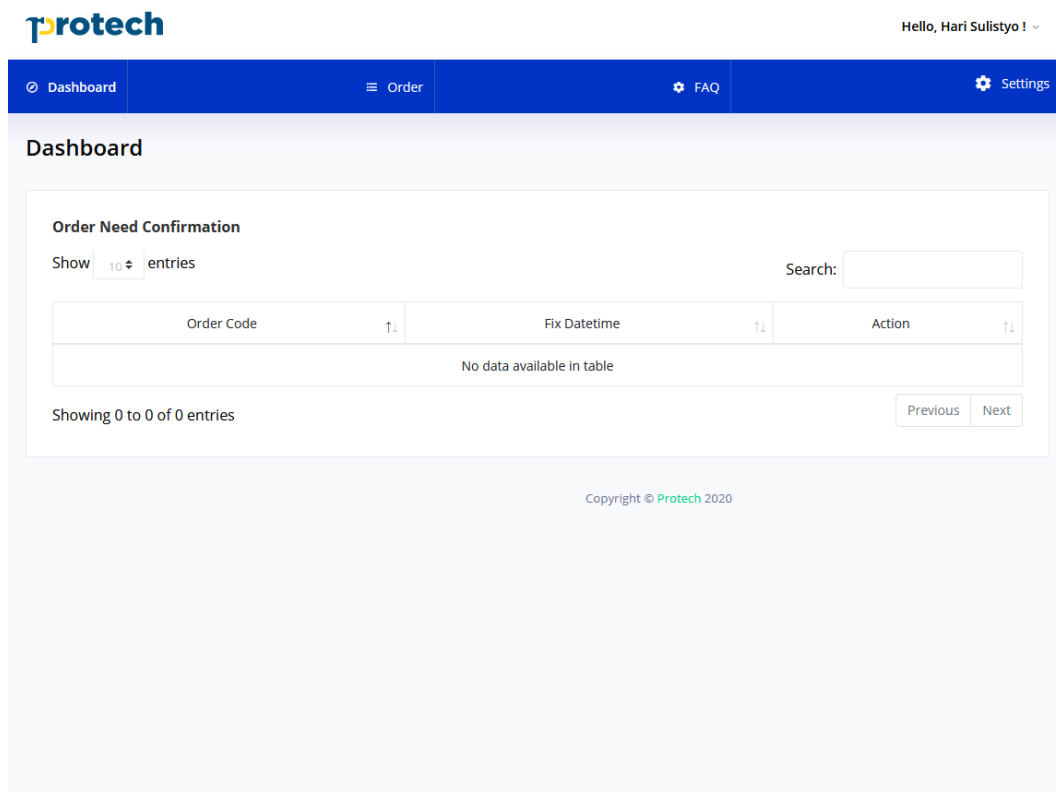 protech
Hello, Hari Sulistyo !
Dashboard Order FAQ Settings
Dashboard
Order Need Confirmation
Show 10 entries
Search:
Order Code Fix Datetime Action
No data available in table
Showing 0 to 0 of 0 entries
Previous Next
Copyright © Protech 2020